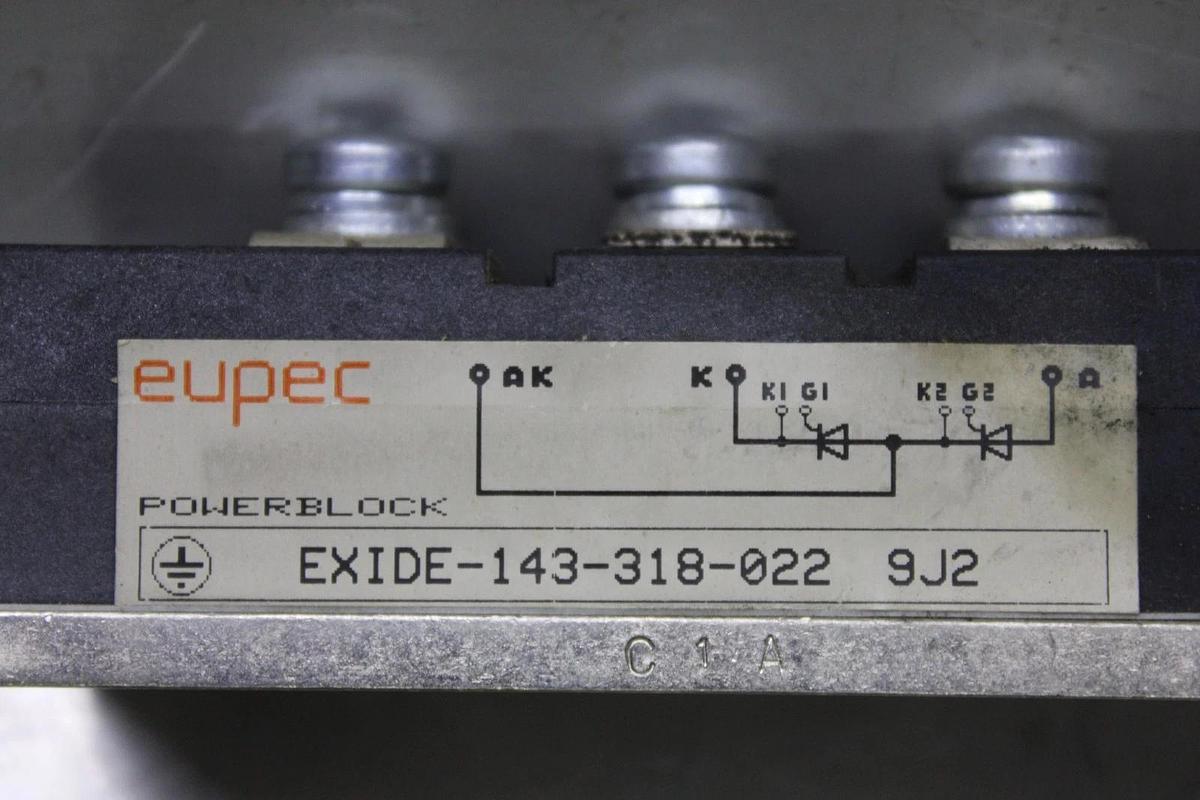 eupec
AK K A
K1 G1 K2 G2
POWERBLOCK
EXIDE-143-318-022 9J2
C 1 A